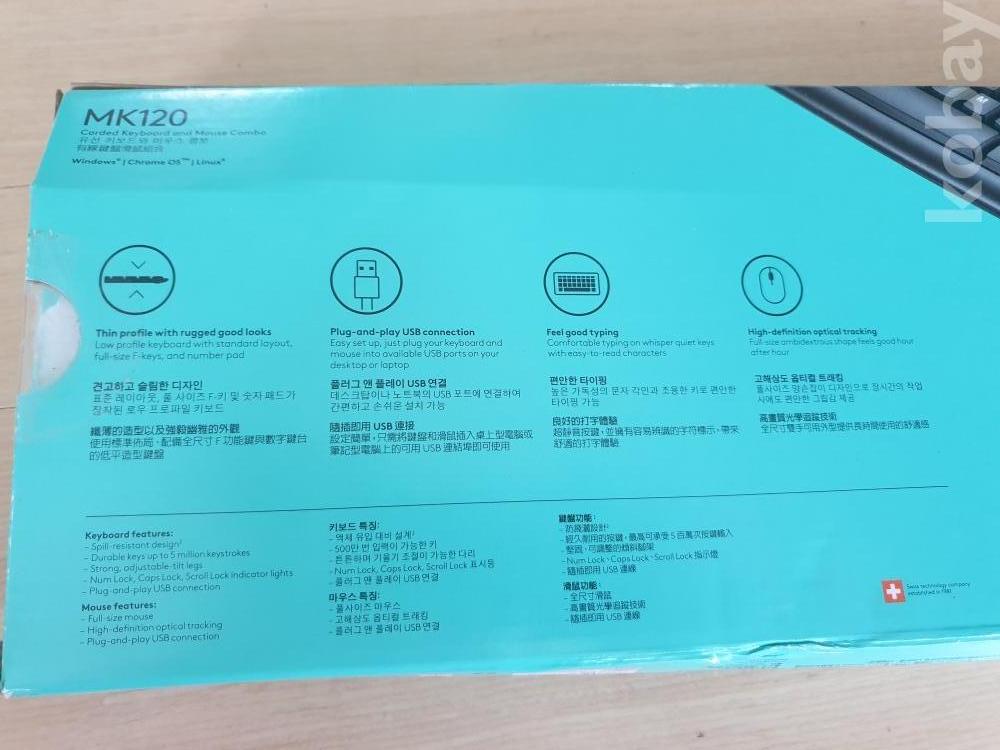 MK120
Corded Keyboard and Mouse Combo
유선 키보드와 마우스 콤보
有線鍵盤滑鼠組合
Windows® | Chrome OS™ | Linux®
Thin profile with rugged good looks
Low profile keyboard with standard layout,
full-size F-keys, and number pad
견고하고 슬림한 디자인
표준 레이아웃, 풀 사이즈 F-키 및 숫자 패드가
장착된 로우 프로파일 키보드
纖薄的造型以及強毅幽雅的外觀
使用標準佈局,配備全尺寸 F 功能鍵與數字鍵台
的低平造型鍵盤
Plug-and-play USB connection
Easy set up, just plug your keyboard and
mouse into available USB ports on your
desktop or laptop
플러그 앤 플레이 USB 연결
데스크탑이나 노트북의 USB 포트에 연결하여
간편하고 손쉬운 설치 가능
隨插即用 USB 連接
設定簡單,只需將鍵盤和滑鼠插入桌上型電腦或
筆記型電腦上的可用 USB 連結埠即可使用
Feel good typing
Comfortable typing on whisper quiet keys
with easy-to-read characters
편안한 타이핑
높은 가독성의 문자 각인과 조용한 키로 편안한
타이핑 가능
良好的打字體驗
超靜音按鍵,並擁有容易辨識的字符標示,帶來
舒適的打字體驗
High-definition optical tracking
Full-size ambidextrous shape feels good hour
after hour
고해상도 옵티컬 트래킹
풀사이즈 양손잡이 디자인으로 장시간의 작업
시에도 편안한 그립감 제공
高畫質光學追蹤技術
全尺寸雙手可用外型提供長時間使用的舒適感
Keyboard features:
- Spill-resistant design²
- Durable keys up to 5 million keystrokes
- Strong, adjustable tilt legs
- Num Lock, Caps Lock, Scroll Lock indicator lights
- Plug-and-play USB connection
Mouse features:
- Full-size mouse
- High-definition optical tracking
- Plug-and-play USB connection
키보드 특징:
- 액체 유입 대비 설계²
- 500만 번 입력이 가능한 키
- 튼튼하며 기울기 조절이 가능한 다리
- Num Lock, Caps Lock, Scroll Lock 표시등
- 플러그 앤 플레이 USB 연결
마우스 특징:
- 풀사이즈 마우스
- 고해상도 옵티컬 트래킹
- 플러그 앤 플레이 USB 연결
鍵盤功能:
- 防潑灑設計²
- 經久耐用的按鍵,最高可承受 5 百萬次按鍵輸入
- 堅固、可調整的傾斜腳架
- Num Lock、Caps Lock、Scroll Lock 指示燈
- 隨插即用 USB 連線
滑鼠功能:
- 全尺寸滑鼠
- 高畫質光學追蹤技術
- 隨插即用 USB 連線
Swiss technology company
established in 1981
kobay